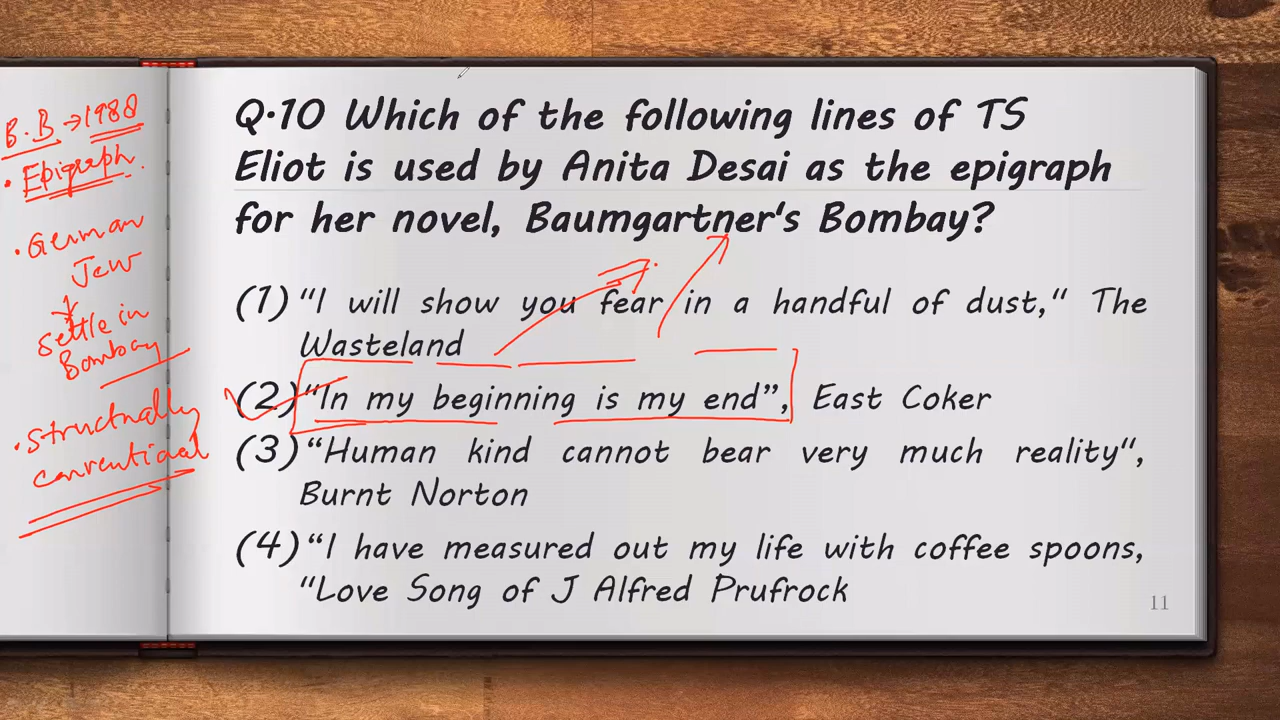 B.B → 1988
• Epigraph.
• German
Jew
↓
Settle in
Bombay
• Structurally
conventional
Q.10 Which of the following lines of TS
Eliot is used by Anita Desai as the epigraph
for her novel, Baumgartner's Bombay?
(1) "I will show you fear in a handful of dust," The
Wasteland
(2) "In my beginning is my end", East Coker
(3) "Human kind cannot bear very much reality",
Burnt Norton
(4) "I have measured out my life with coffee spoons,
"Love Song of J Alfred Prufrock
11